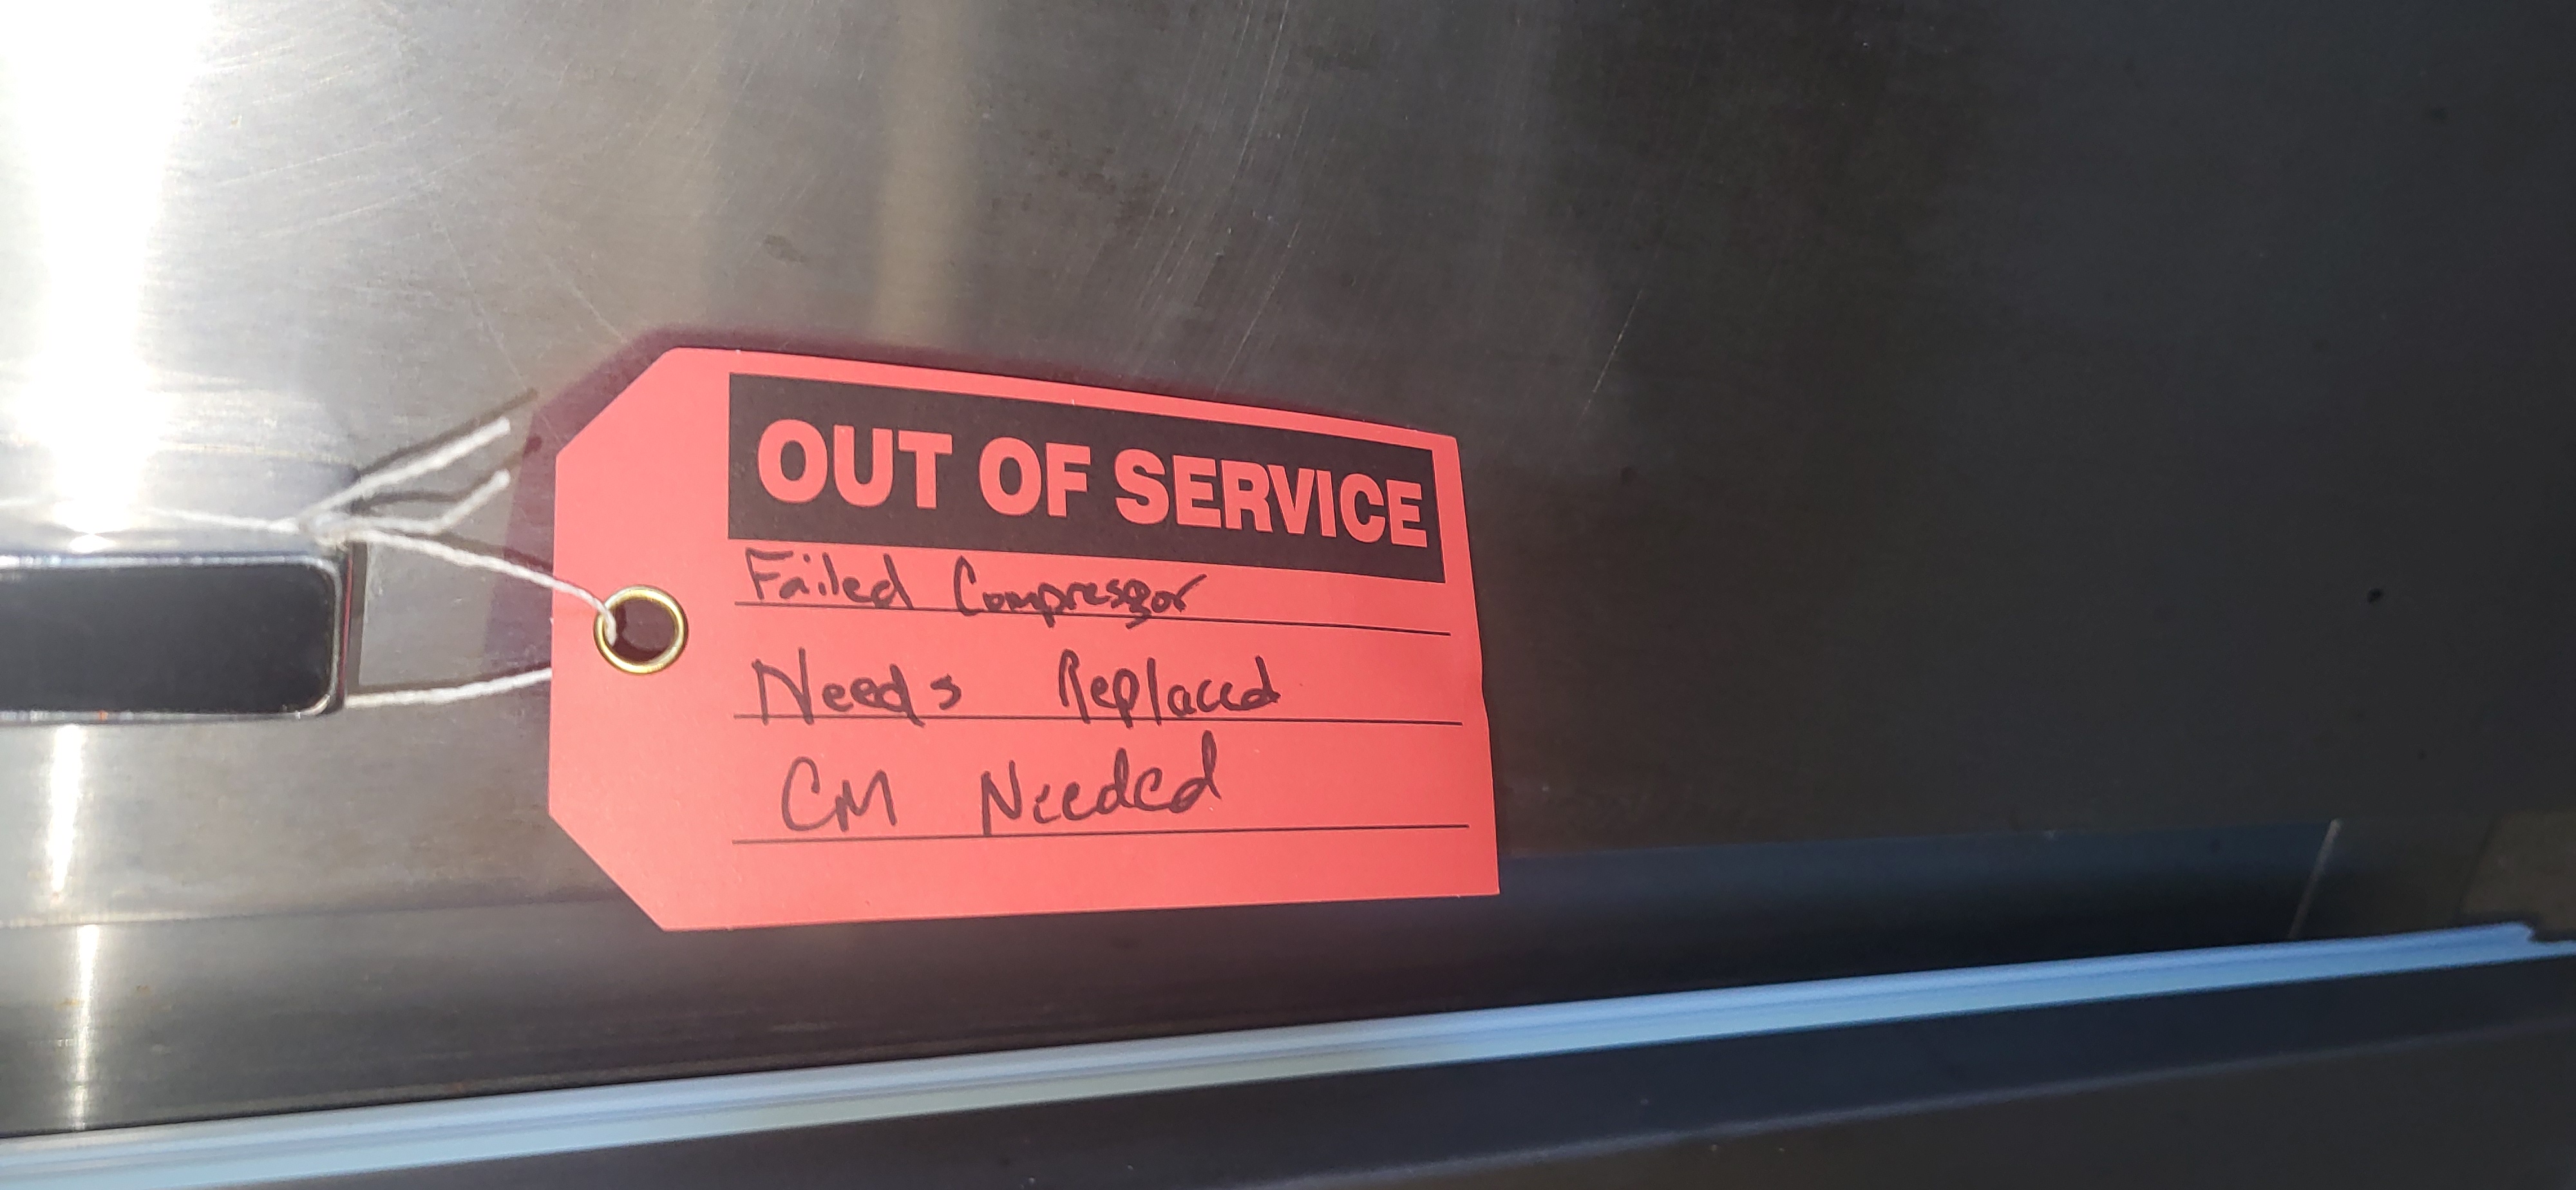 OUT OF SERVICE
Failed Compressor
Needs Replaced
CM Needed